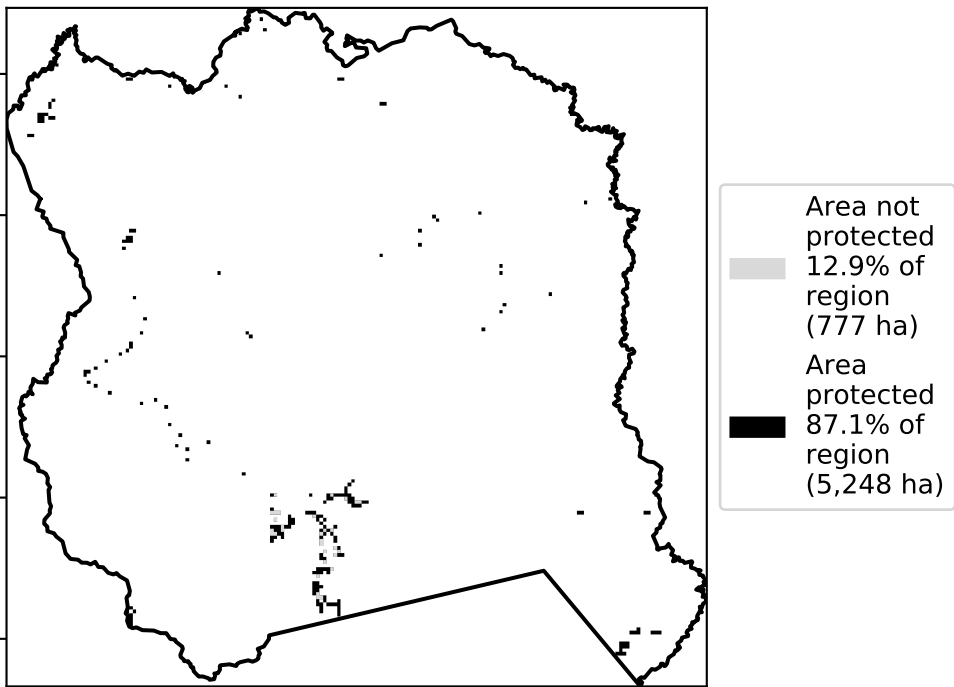 Area not
protected
12.9% of
region
(777 ha)
Area
protected
87.1% of
region
(5,248 ha)